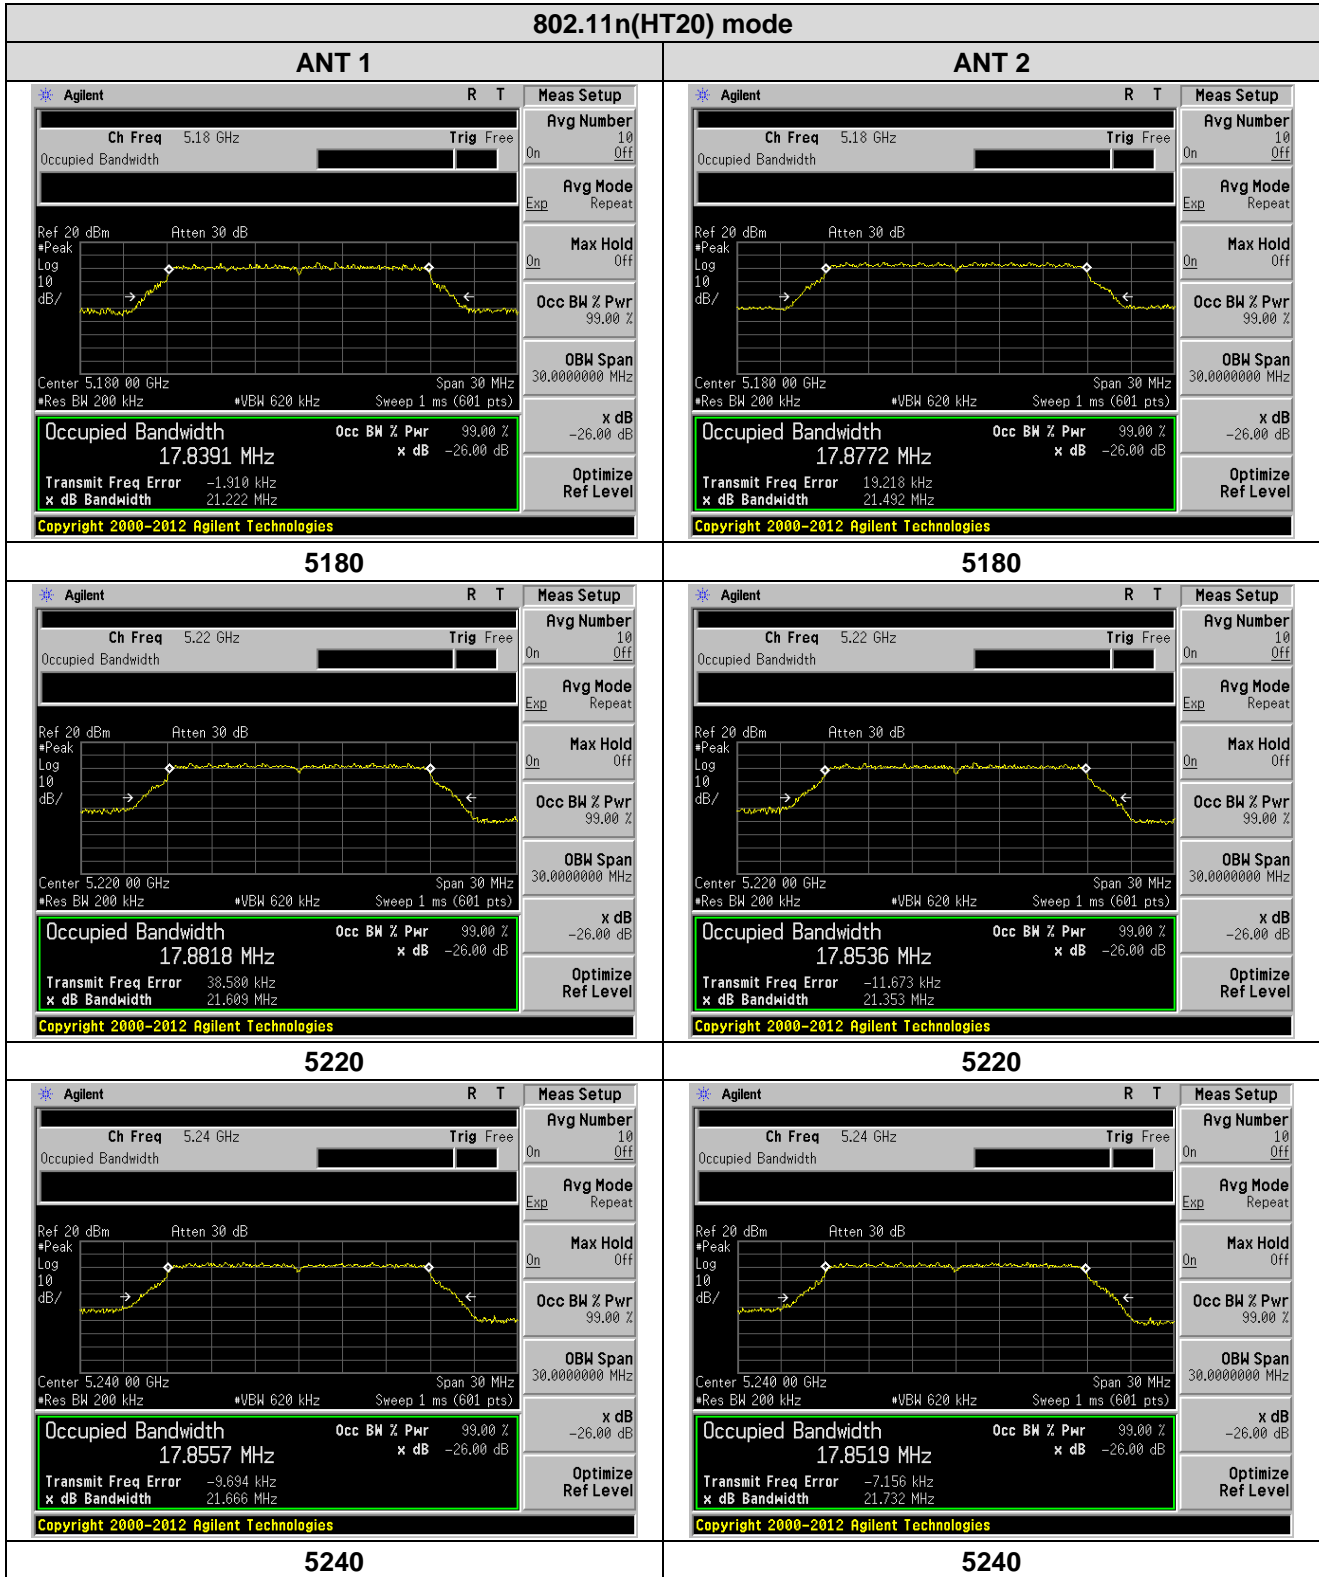 802.11n(HT20) mode
ANT 1
ANT 2
Agilent R T Meas Setup
Ch Freq 5.18 GHz Trig Free
Occupied Bandwidth
Ref 20 dBm Atten 30 dB
#Peak
Log
10
dB/
Center 5.180 00 GHz Span 30 MHz
#Res BW 200 kHz #VBW 620 kHz Sweep 1 ms (601 pts)
Occupied Bandwidth Occ BW % Pwr 99.00 %
17.8391 MHz x dB -26.00 dB
Transmit Freq Error -1.910 kHz
x dB Bandwidth 21.222 MHz
Copyright 2000-2012 Agilent Technologies
Avg Number
10
On Off
Avg Mode
Exp Repeat
Max Hold
On Off
Occ BW % Pwr
99.00 %
OBW Span
30.0000000 MHz
x dB
-26.00 dB
Optimize
Ref Level
Agilent R T Meas Setup
Ch Freq 5.18 GHz Trig Free
Occupied Bandwidth
Ref 20 dBm Atten 30 dB
#Peak
Log
10
dB/
Center 5.180 00 GHz Span 30 MHz
#Res BW 200 kHz #VBW 620 kHz Sweep 1 ms (601 pts)
Occupied Bandwidth Occ BW % Pwr 99.00 %
17.8772 MHz x dB -26.00 dB
Transmit Freq Error 19.218 kHz
x dB Bandwidth 21.492 MHz
Copyright 2000-2012 Agilent Technologies
Avg Number
10
On Off
Avg Mode
Exp Repeat
Max Hold
On Off
Occ BW % Pwr
99.00 %
OBW Span
30.0000000 MHz
x dB
-26.00 dB
Optimize
Ref Level
5180
5180
Agilent R T Meas Setup
Ch Freq 5.22 GHz Trig Free
Occupied Bandwidth
Ref 20 dBm Atten 30 dB
#Peak
Log
10
dB/
Center 5.220 00 GHz Span 30 MHz
#Res BW 200 kHz #VBW 620 kHz Sweep 1 ms (601 pts)
Occupied Bandwidth Occ BW % Pwr 99.00 %
17.8818 MHz x dB -26.00 dB
Transmit Freq Error 38.580 kHz
x dB Bandwidth 21.609 MHz
Copyright 2000-2012 Agilent Technologies
Avg Number
10
On Off
Avg Mode
Exp Repeat
Max Hold
On Off
Occ BW % Pwr
99.00 %
OBW Span
30.0000000 MHz
x dB
-26.00 dB
Optimize
Ref Level
Agilent R T Meas Setup
Ch Freq 5.22 GHz Trig Free
Occupied Bandwidth
Ref 20 dBm Atten 30 dB
#Peak
Log
10
dB/
Center 5.220 00 GHz Span 30 MHz
#Res BW 200 kHz #VBW 620 kHz Sweep 1 ms (601 pts)
Occupied Bandwidth Occ BW % Pwr 99.00 %
17.8536 MHz x dB -26.00 dB
Transmit Freq Error -11.673 kHz
x dB Bandwidth 21.353 MHz
Copyright 2000-2012 Agilent Technologies
Avg Number
10
On Off
Avg Mode
Exp Repeat
Max Hold
On Off
Occ BW % Pwr
99.00 %
OBW Span
30.0000000 MHz
x dB
-26.00 dB
Optimize
Ref Level
5220
5220
Agilent R T Meas Setup
Ch Freq 5.24 GHz Trig Free
Occupied Bandwidth
Ref 20 dBm Atten 30 dB
#Peak
Log
10
dB/
Center 5.240 00 GHz Span 30 MHz
#Res BW 200 kHz #VBW 620 kHz Sweep 1 ms (601 pts)
Occupied Bandwidth Occ BW % Pwr 99.00 %
17.8557 MHz x dB -26.00 dB
Transmit Freq Error -9.694 kHz
x dB Bandwidth 21.666 MHz
Copyright 2000-2012 Agilent Technologies
Avg Number
10
On Off
Avg Mode
Exp Repeat
Max Hold
On Off
Occ BW % Pwr
99.00 %
OBW Span
30.0000000 MHz
x dB
-26.00 dB
Optimize
Ref Level
Agilent R T Meas Setup
Ch Freq 5.24 GHz Trig Free
Occupied Bandwidth
Ref 20 dBm Atten 30 dB
#Peak
Log
10
dB/
Center 5.240 00 GHz Span 30 MHz
#Res BW 200 kHz #VBW 620 kHz Sweep 1 ms (601 pts)
Occupied Bandwidth Occ BW % Pwr 99.00 %
17.8519 MHz x dB -26.00 dB
Transmit Freq Error -7.156 kHz
x dB Bandwidth 21.732 MHz
Copyright 2000-2012 Agilent Technologies
Avg Number
10
On Off
Avg Mode
Exp Repeat
Max Hold
On Off
Occ BW % Pwr
99.00 %
OBW Span
30.0000000 MHz
x dB
-26.00 dB
Optimize
Ref Level
5240
5240